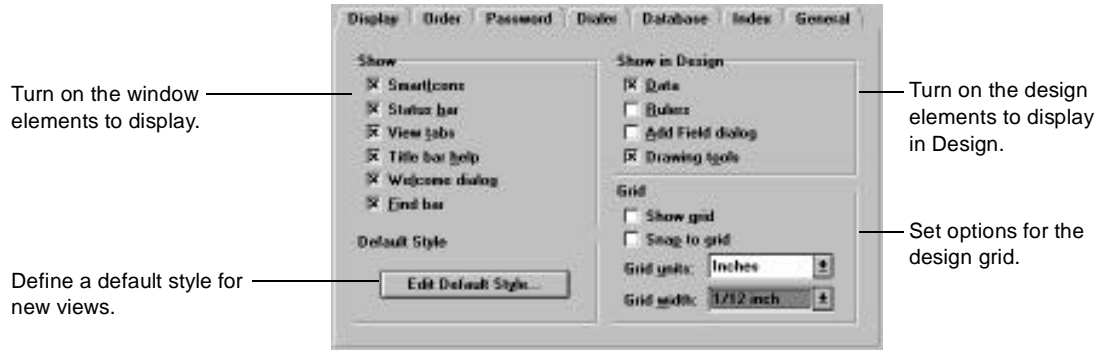 Display Order Password Dialer Database Index General
Show
SmartIcons
Status bar
View tabs
Title bar help
Welcome dialog
Find bar
Default Style
Edit Default Style...
Show in Design
Data
Rulers
Add Field dialog
Drawing tools
Grid
Show grid
Snap to grid
Grid units: Inches
Grid width: 1/12 inch
Turn on the window
elements to display.
Define a default style for
new views.
Turn on the design
elements to display
in Design.
Set options for the
design grid.